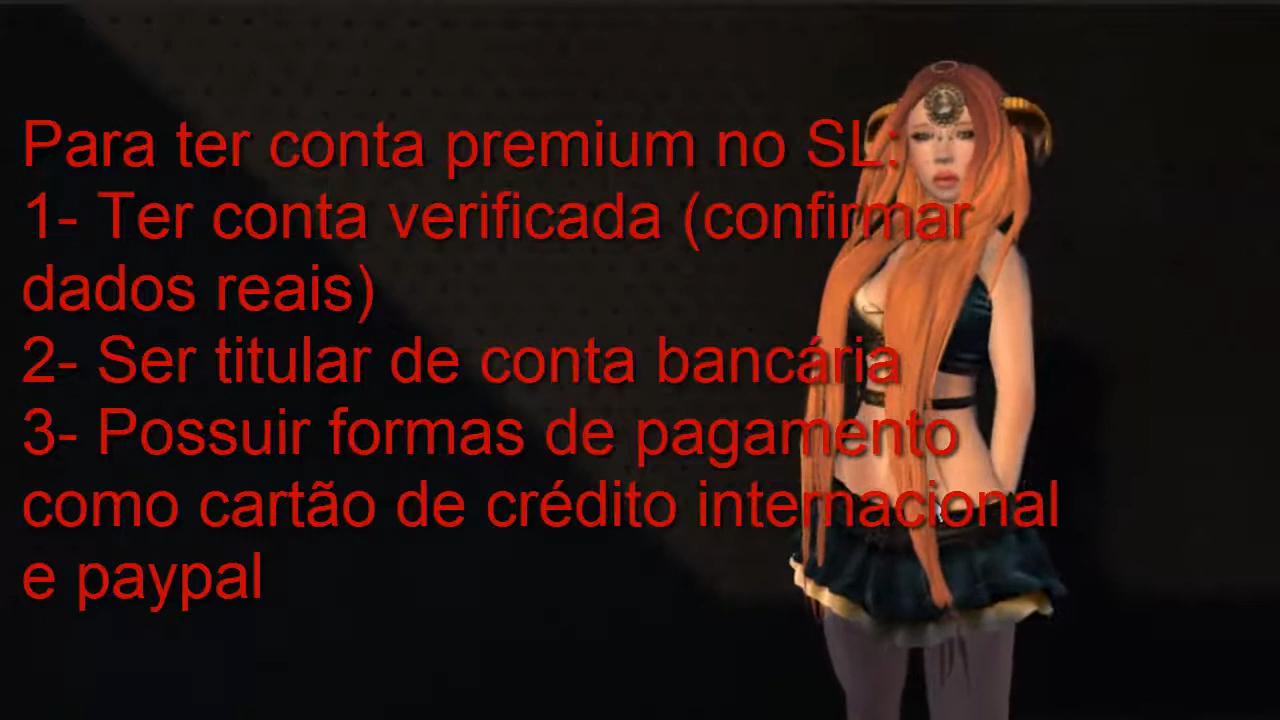 Para ter conta premium no SL:
1- Ter conta verificada (confirmar
dados reais)
2- Ser titular de conta bancária
3- Possuir formas de pagamento
como cartão de crédito internacional
e paypal